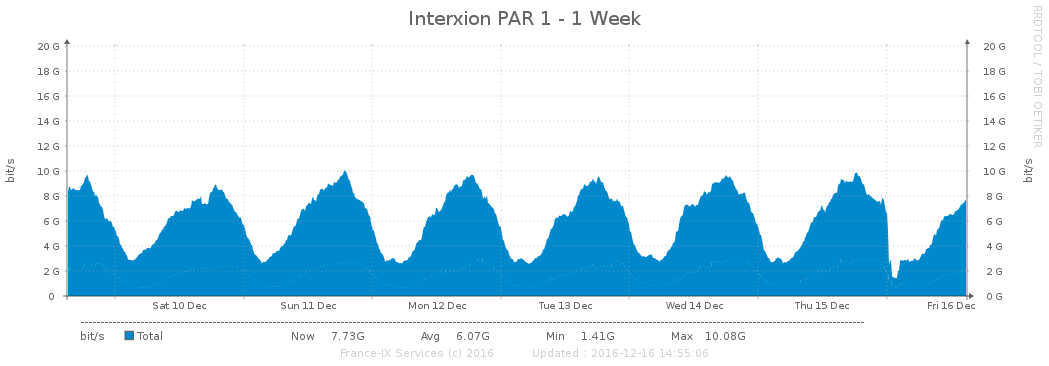 Interxion PAR 1 - 1 Week
RRDTOOL / TOBI OETIKER
bit/s
20 G 20 G
18 G 18 G
16 G 16 G
14 G 14 G
12 G 12 G
10 G 10 G
8 G 8 G
6 G 6 G
4 G 4 G
2 G 2 G
0 0 G
bit/s
Sat 10 Dec Sun 11 Dec Mon 12 Dec Tue 13 Dec Wed 14 Dec Thu 15 Dec Fri 16 Dec
bit/s Total Now 7.73G Avg 6.07G Min 1.41G Max 10.08G
France-IX Services (c) 2016 Updated : 2016-12-16 14:55:06